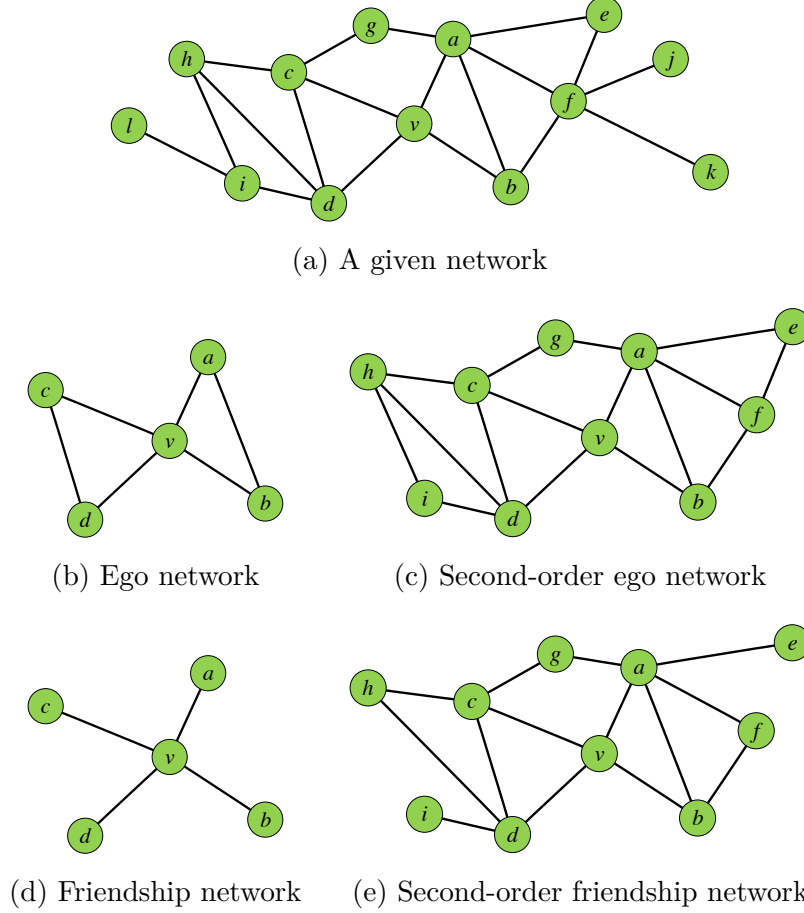 g
a
e
h
c
j
l
v
f
i
d
b
k
(a) A given network
a
c
v
d
b
(b) Ego network
e
g
a
h
c
f
v
i
d
b
(c) Second-order ego network
a
c
v
d
b
(d) Friendship network
e
g
a
h
c
f
v
i
d
b
(e) Second-order friendship network